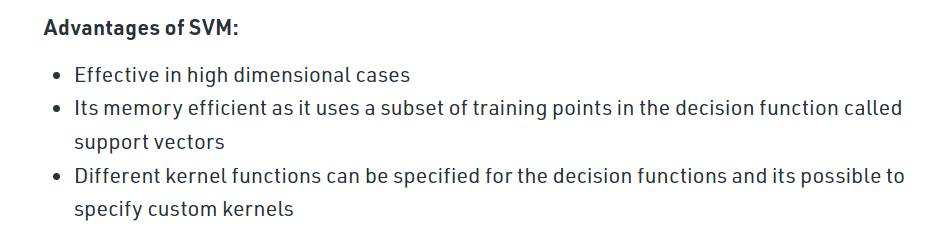 Advantages of SVM:
• Effective in high dimensional cases
• Its memory efficient as it uses a subset of training points in the decision function called
support vectors
• Different kernel functions can be specified for the decision functions and its possible to
specify custom kernels